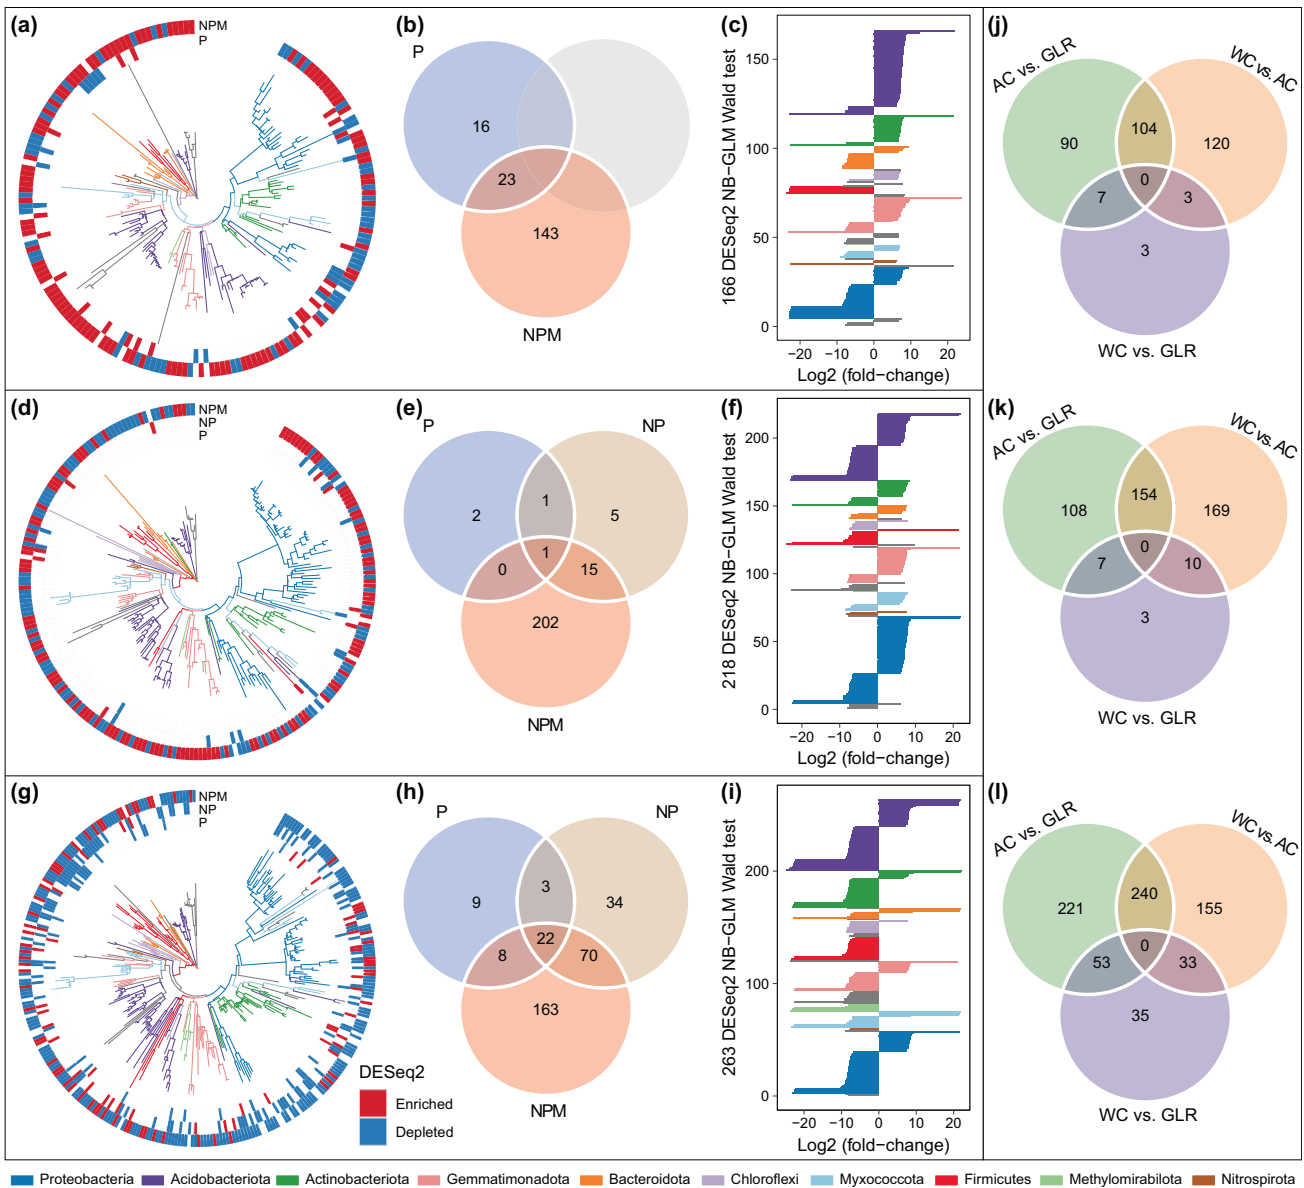 (a)
NPM
P
(b)
P
16
23
143
NPM
(c)
166 DESeq2 NB−GLM Wald test
150
100
50
0
−20 −10 0 10 20
Log2 (fold−change)
(j)
AC vs. GLR
WC vs. AC
104
90
120
0
7
3
3
WC vs. GLR
(d)
NPM
NP
P
(e)
P
NP
1
2
5
1
0
15
202
NPM
(f)
218 DESeq2 NB−GLM Wald test
200
150
100
50
0
−20 −10 0 10 20
Log2 (fold−change)
(k)
AC vs. GLR
WC vs. AC
154
108
169
0
7
10
3
WC vs. GLR
(g)
NPM
NP
P
DESeq2
Enriched
Depleted
(h)
P
NP
3
9
34
22
8
70
163
NPM
(i)
263 DESeq2 NB−GLM Wald test
200
100
0
−20 −10 0 10 20
Log2 (fold−change)
(l)
AC vs. GLR
WC vs. AC
240
221
155
0
53
33
35
WC vs. GLR
Proteobacteria Acidobacteriota Actinobacteriota Gemmatimonadota Bacteroidota Chloroflexi Myxococcota Firmicutes Methylomirabilota Nitrospirota